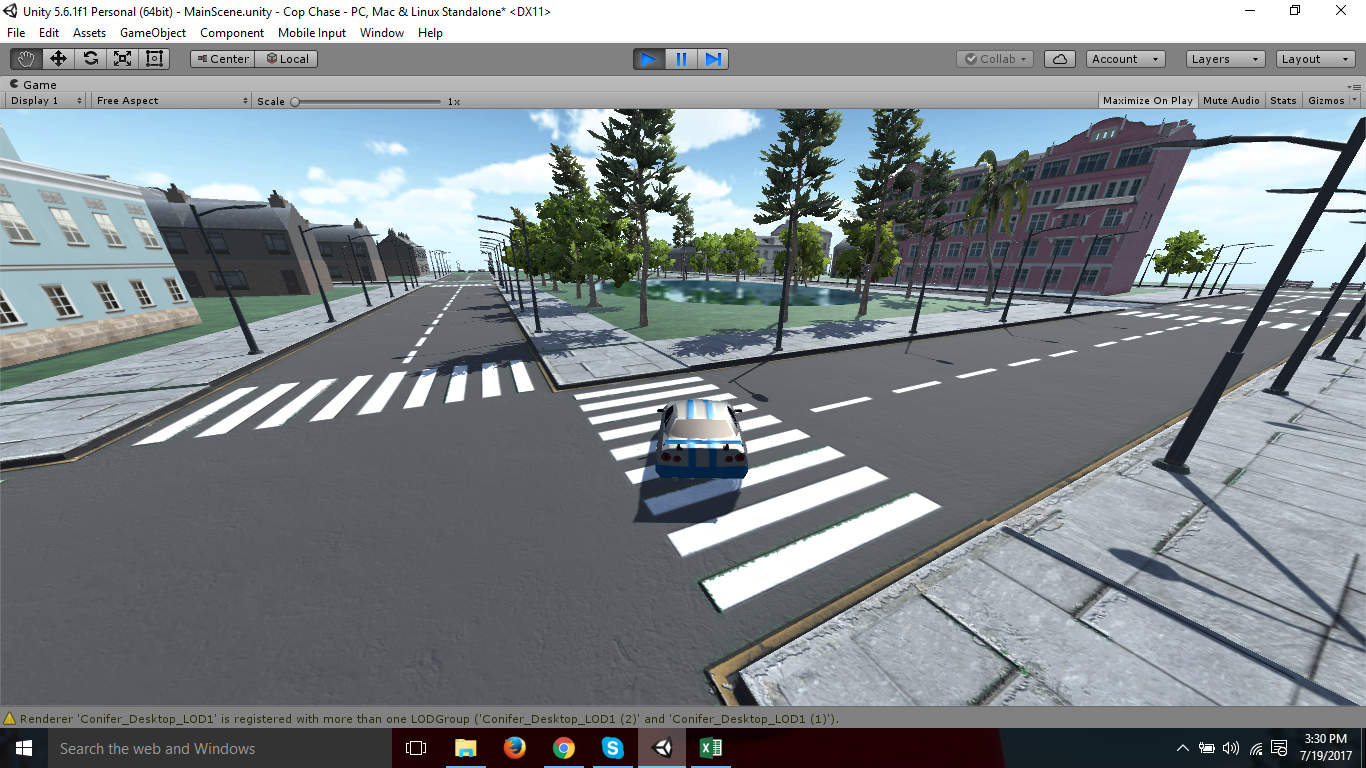 Unity 5.6.1f1 Personal (64bit) - MainScene.unity - Cop Chase - PC, Mac & Linux Standalone* <DX11>
File Edit Assets GameObject Component Mobile Input Window Help
Center Local Collab Account Layers Layout
Game
Display 1 Free Aspect Scale 1x Maximize On Play Mute Audio Stats Gizmos
Renderer 'Conifer_Desktop_LOD1' is registered with more than one LODGroup ('Conifer_Desktop_LOD1 (2)' and 'Conifer_Desktop_LOD1 (1)').
Search the web and Windows
3:30 PM
7/19/2017